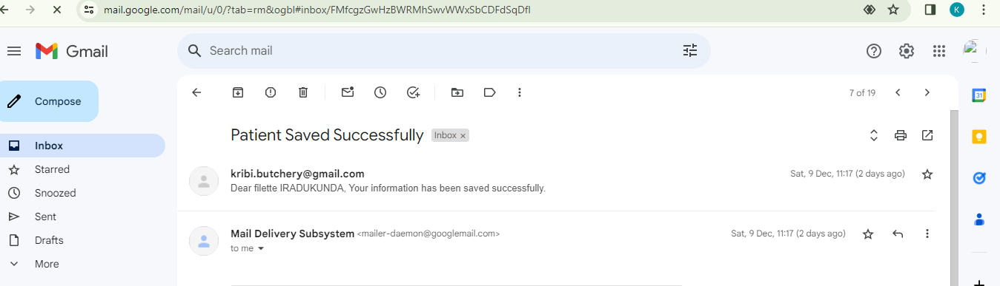 mail.google.com/mail/u/0/?tab=rm&ogbl#inbox/FMfcgzGwHzBWRMhSwvWWxSbCDFdSqDfl
K
Gmail
Search mail
Compose
7 of 19
31
Patient Saved Successfully
Inbox ×
Inbox
Starred
Snoozed
Sent
Drafts
More
kribi.butchery@gmail.com
Sat, 9 Dec, 11:17 (2 days ago)
Dear filette IRADUKUNDA, Your information has been saved successfully.
Mail Delivery Subsystem <mailer-daemon@googlemail.com>
Sat, 9 Dec, 11:17 (2 days ago)
to me